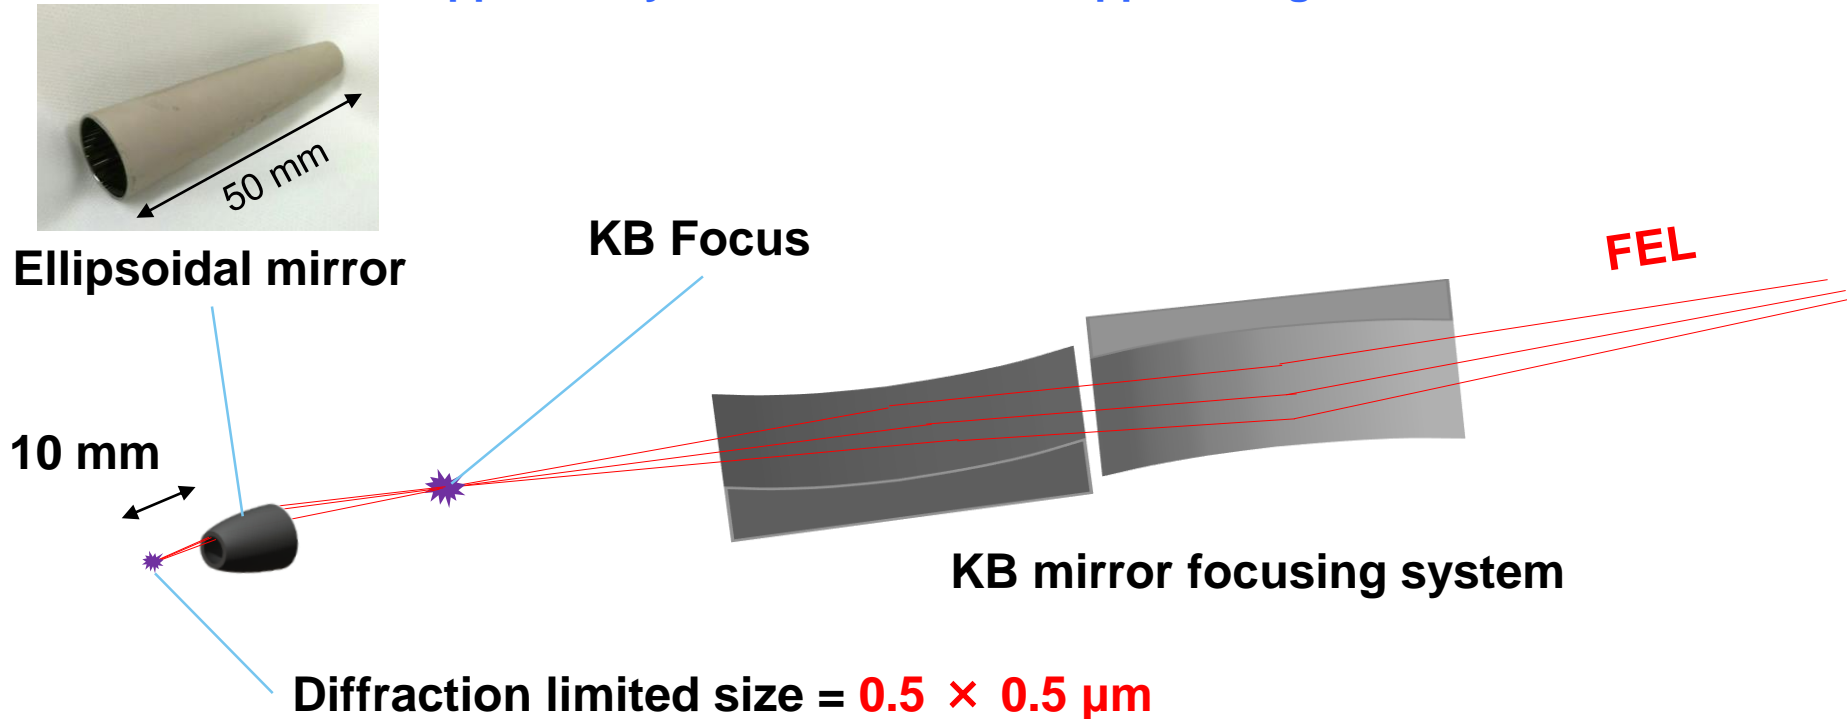 50 mm
Ellipsoidal mirror
KB Focus
FEL
10 mm
KB mirror focusing system
Diffraction limited size = 0.5 × 0.5 μm